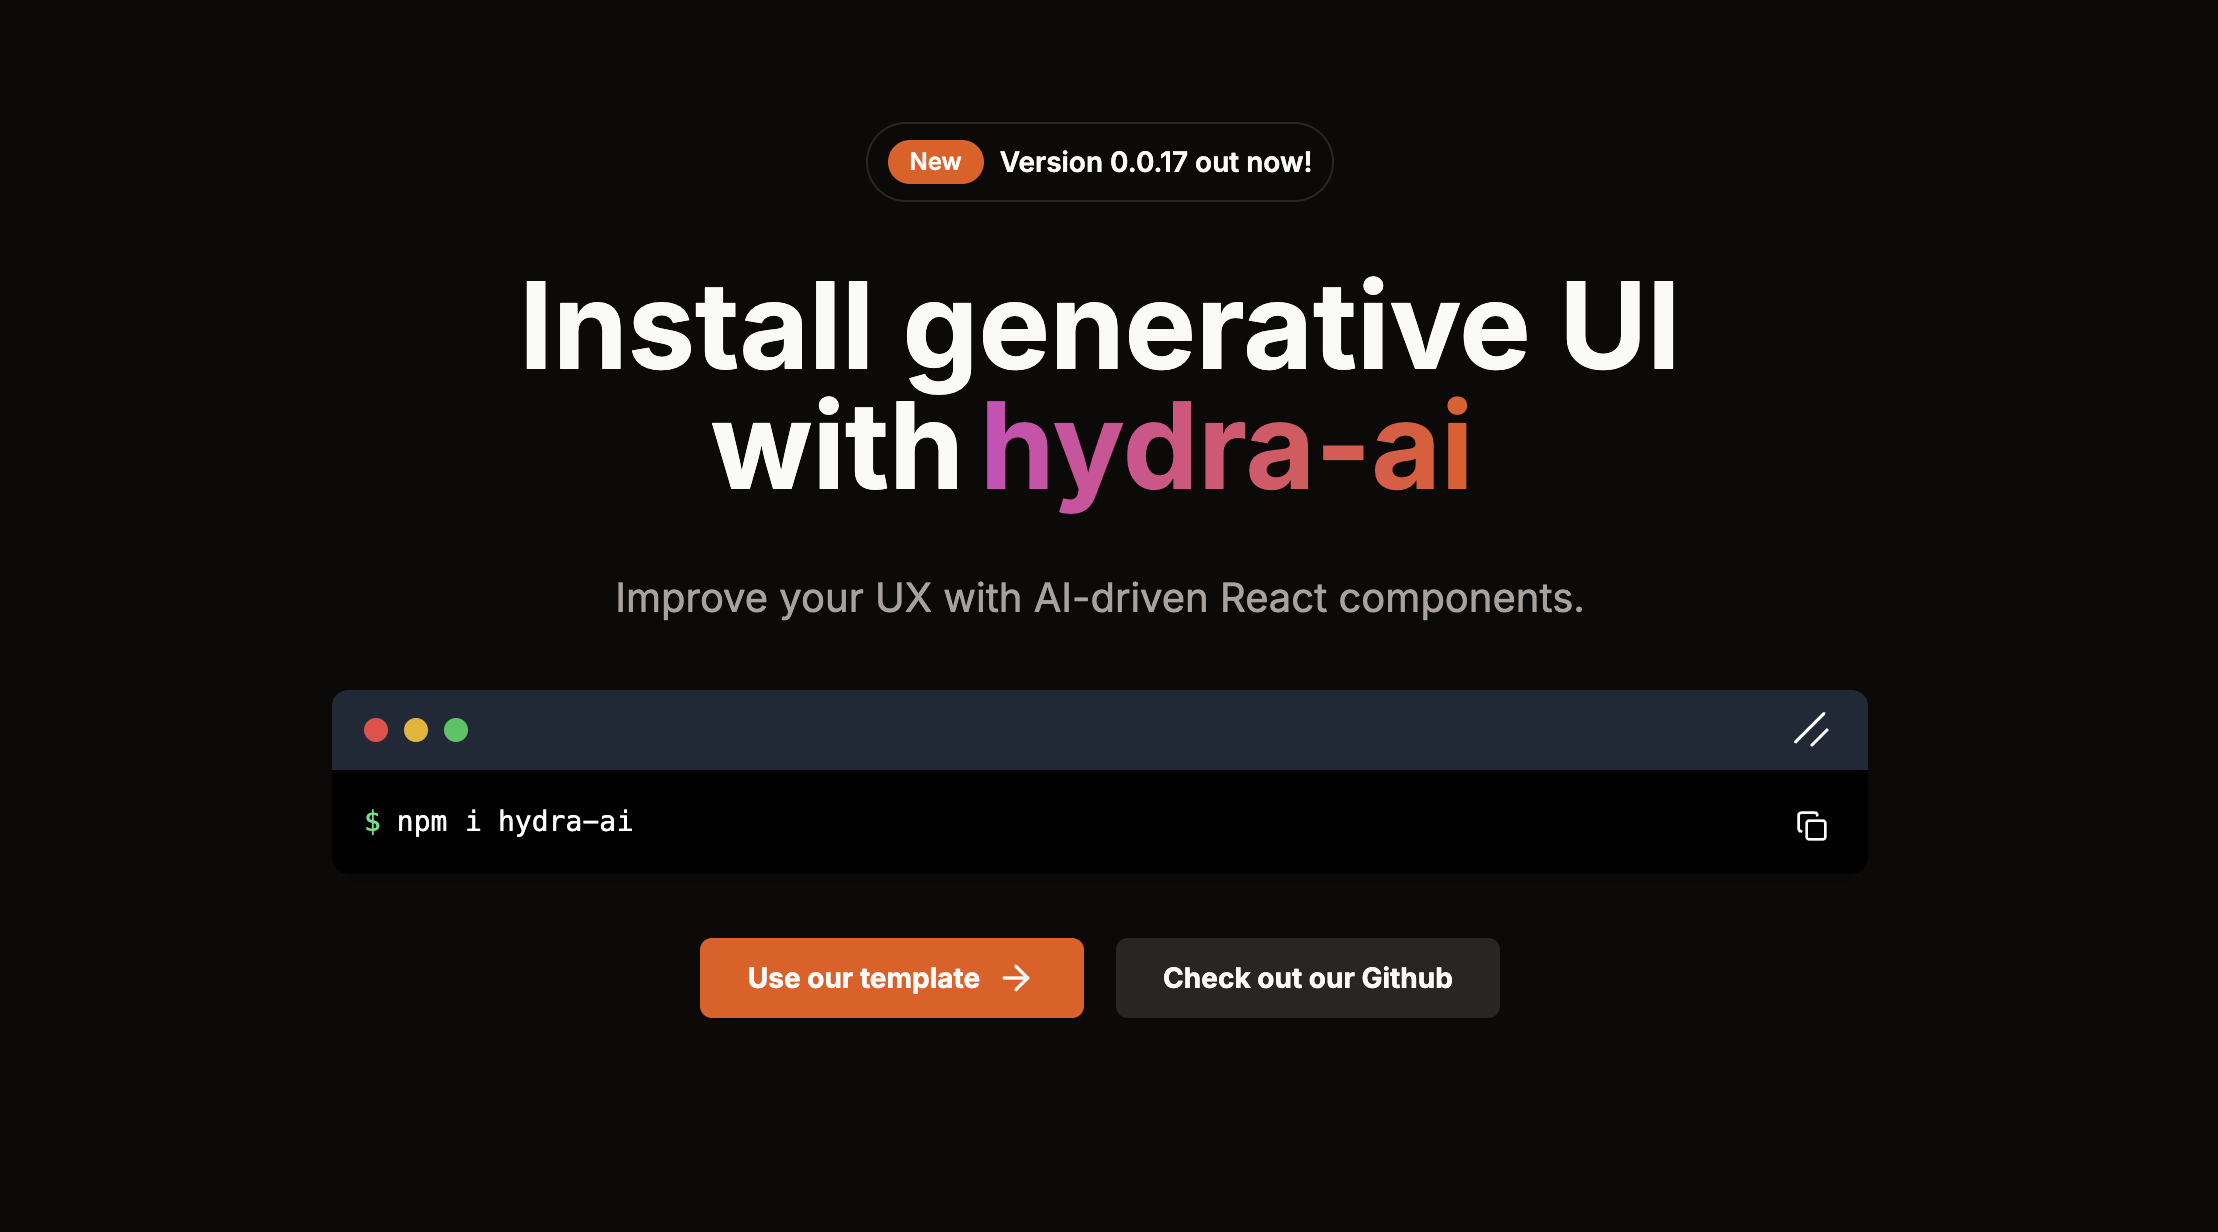 New Version 0.0.17 out now!
Install generative UI
with hydra-ai
Improve your UX with AI-driven React components.
$ npm i hydra-ai
Use our template
Check out our Github